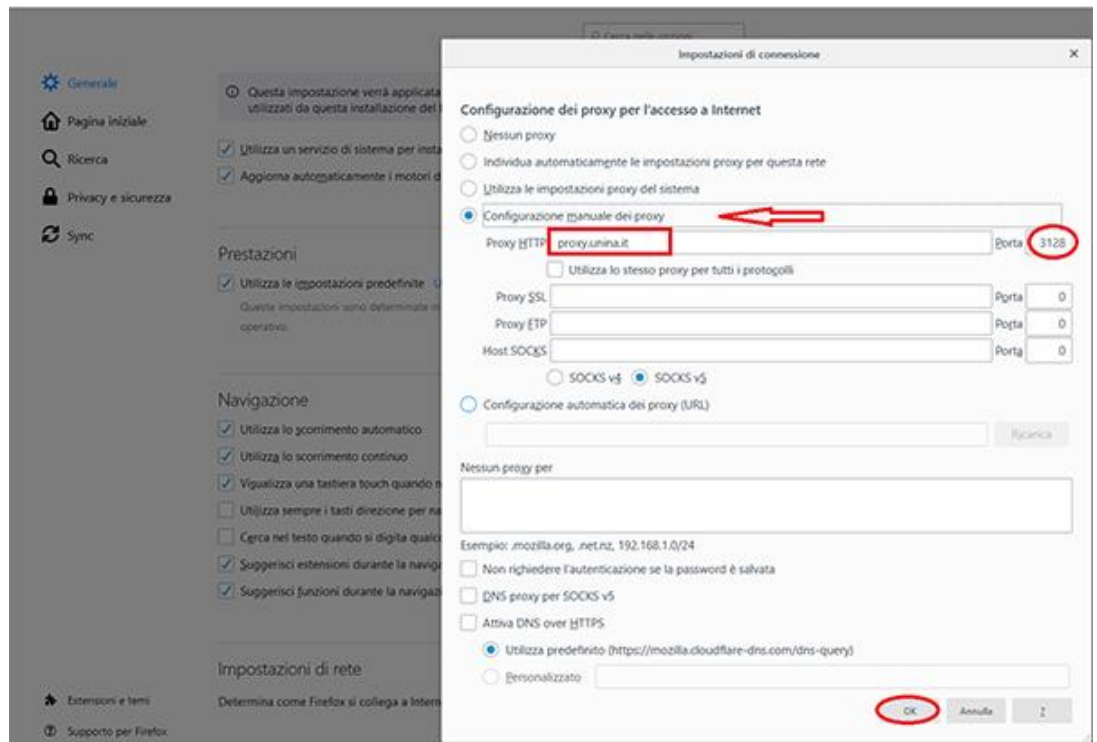 Cerca nelle opzioni
Impostazioni di connessione
Generale
Pagina iniziale
Ricerca
Privacy e sicurezza
Sync
Estensioni e temi
Supporto per Firefox
Questa impostazione verrà applicata
utilizzati da questa installazione del
Utilizza un servizio di sistema per insta
Aggiorna automaticamente i motori d
Prestazioni
Utilizza le impostazioni predefinite U
Queste impostazioni sono determinate
operativo.
Navigazione
Utilizza lo scorrimento automatico
Utilizza lo scorrimento continuo
Visualizza una tastiera touch quando n
Utilizza sempre i tasti direzione per na
Cerca nel testo quando si digita qualc
Suggerisci estensioni durante la naviga
Suggerisci funzioni durante la navigazi
Impostazioni di rete
Determina come Firefox si collega a Intern
Configurazione dei proxy per l'accesso a Internet
Nessun proxy
Individua automaticamente le impostazioni proxy per questa rete
Utilizza le impostazioni proxy del sistema
Configurazione manuale dei proxy
Proxy HTTP proxy.unina.it Porta 3128
Utilizza lo stesso proxy per tutti i protocolli
Proxy SSL Porta 0
Proxy FTP Porta 0
Host SOCKS Porta 0
SOCKS v4 SOCKS v5
Configurazione automatica dei proxy (URL)
Ricarica
Nessun proxy per
Esempio: .mozilla.org, .net.nz, 192.168.1.0/24
Non richiedere l'autenticazione se la password è salvata
DNS proxy per SOCKS v5
Attiva DNS over HTTPS
Utilizza predefinito (https://mozilla.cloudflare-dns.com/dns-query)
Personalizzato
OK Annulla ?